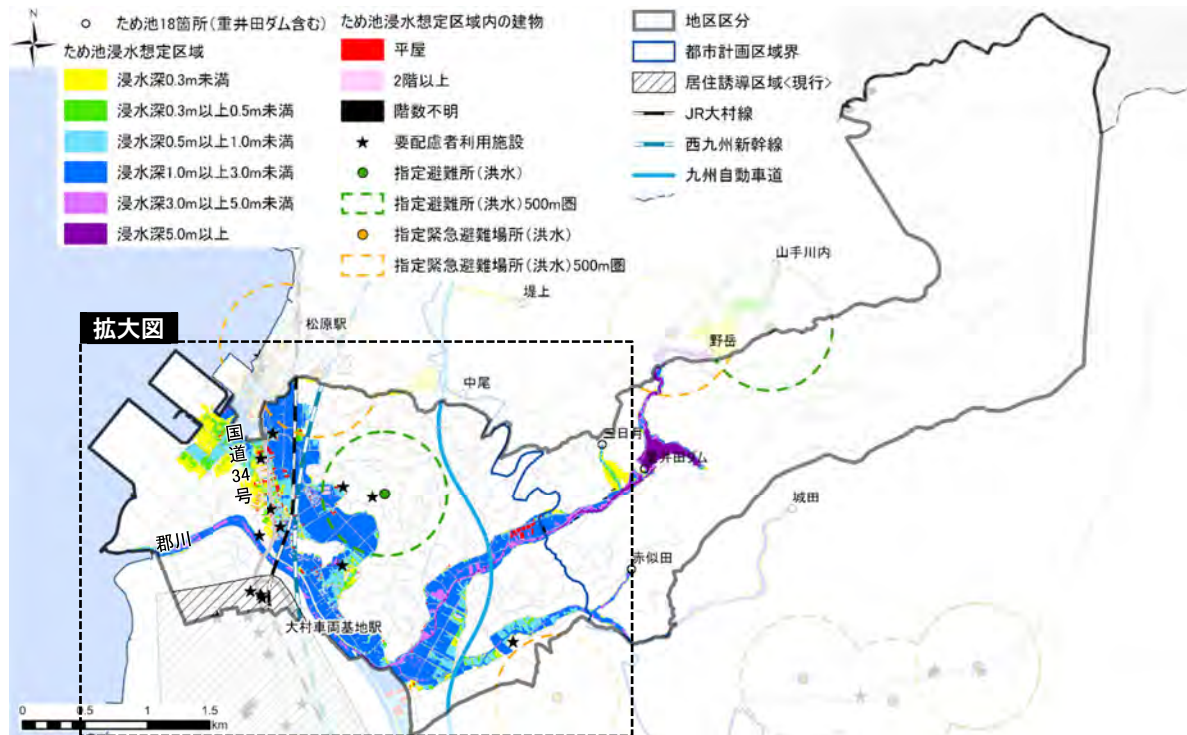 N
ため池18箇所(重井田ダム含む)
ため池浸水想定区域
浸水深0.3m未満
浸水深0.3m以上0.5m未満
浸水深0.5m以上1.0m未満
浸水深1.0m以上3.0m未満
浸水深3.0m以上5.0m未満
浸水深5.0m以上
ため池浸水想定区域内の建物
平屋
2階以上
階数不明
要配慮者利用施設
指定避難所(洪水)
指定避難所(洪水)500m圏
指定緊急避難場所(洪水)
指定緊急避難場所(洪水)500m圏
地区区分
都市計画区域界
居住誘導区域<現行>
JR大村線
西九州新幹線
九州自動車道
山手川内
堤上
拡大図
松原駅
野岳
中尾
国道34号
三日月
重井田ダム
城田
郡川
赤似田
大村車両基地駅
0 0.5 1 1.5
km